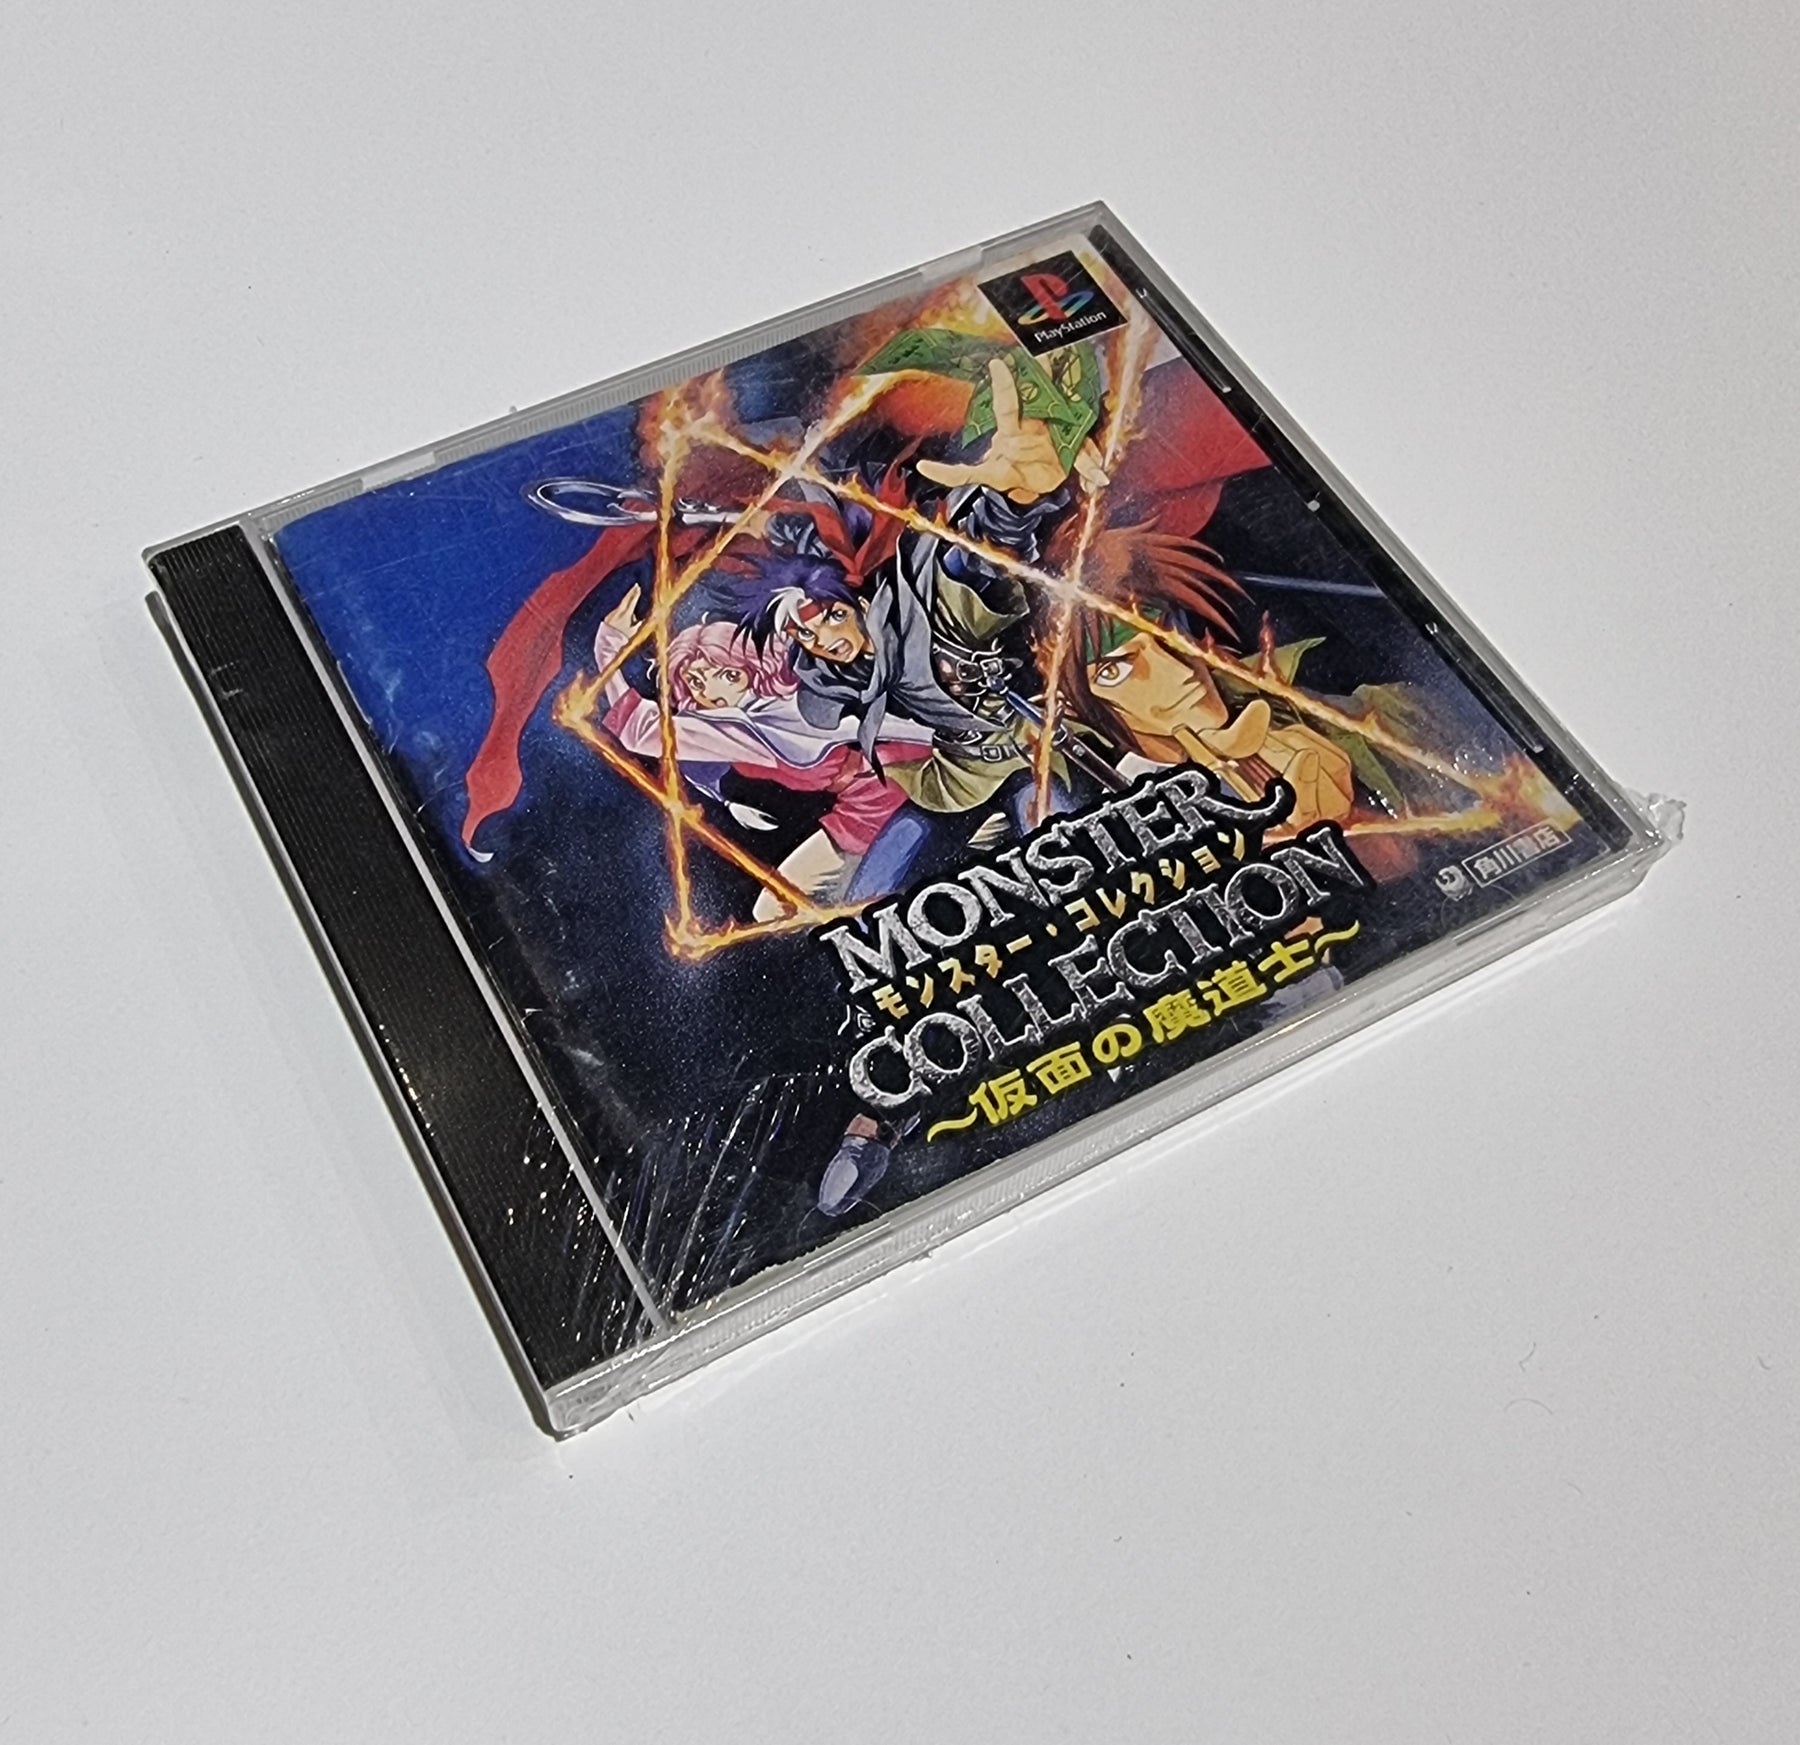 PlayStation
MONSTER
モンスター・コレクション
COLLECTION
～仮面の魔道士～
角川書店